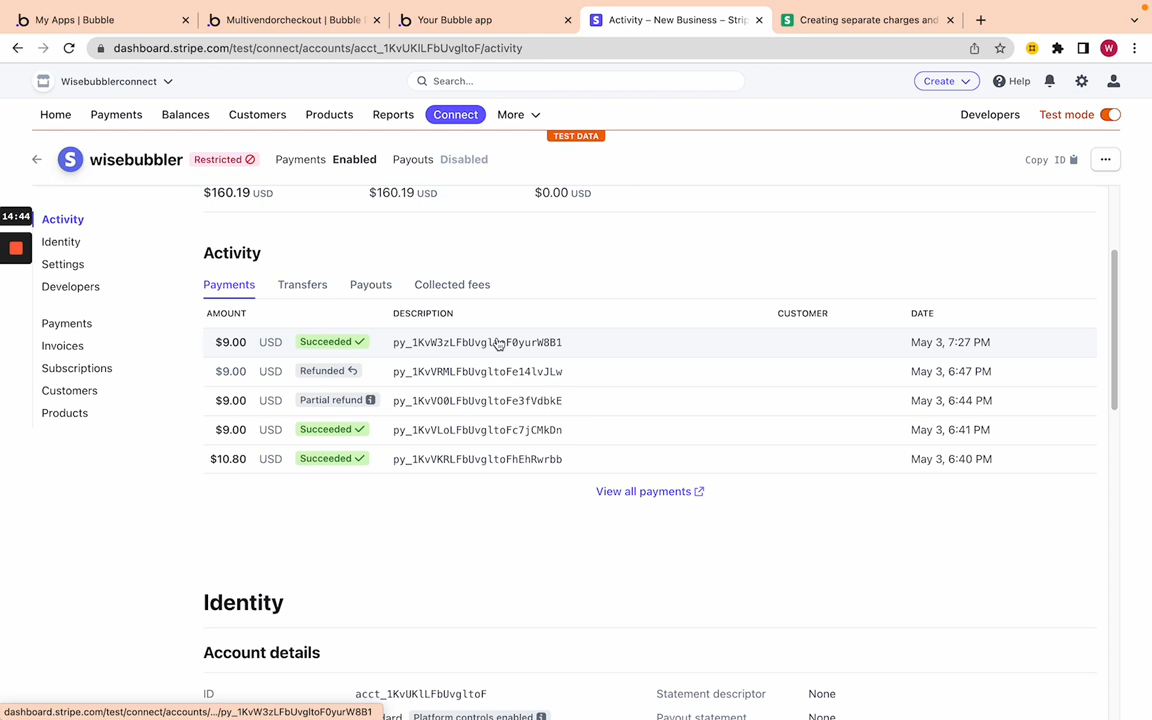 My Apps | Bubble
Multivendorcheckout | Bubble
Your Bubble app
Activity – New Business – Strip
Creating separate charges and
dashboard.stripe.com/test/connect/accounts/acct_1KvUKlLFbUvgltoF/activity
W
Wisebubblerconnect
Search...
Create
Help
Home
Payments
Balances
Customers
Products
Reports
Connect
More
Developers
Test mode
TEST DATA
S
wisebubbler
Restricted
Payments Enabled
Payouts Disabled
Copy ID
$160.19 USD
$160.19 USD
$0.00 USD
14:44
Activity
Identity
Settings
Developers
Payments
Invoices
Subscriptions
Customers
Products
Activity
Payments
Transfers
Payouts
Collected fees
AMOUNT DESCRIPTION CUSTOMER DATE
$9.00 USD Succeeded py_1KvW3zLFbUvgltoF0yurW8B1 May 3, 7:27 PM
$9.00 USD Refunded py_1KvVRMLFbUvgltoFe14lvJLw May 3, 6:47 PM
$9.00 USD Partial refund py_1KvVO0LFbUvgltoFe3fVdbkE May 3, 6:44 PM
$9.00 USD Succeeded py_1KvVLoLFbUvgltoFc7jCMkDn May 3, 6:41 PM
$10.80 USD Succeeded py_1KvVKRLFbUvgltoFhEhRwrbb May 3, 6:40 PM
View all payments
Identity
Account details
ID acct_1KvUKlLFbUvgltoF Statement descriptor None
Platform controls enabled Payout statement None
dashboard.stripe.com/test/connect/accounts/.../py_1KvW3zLFbUvgltoF0yurW8B1